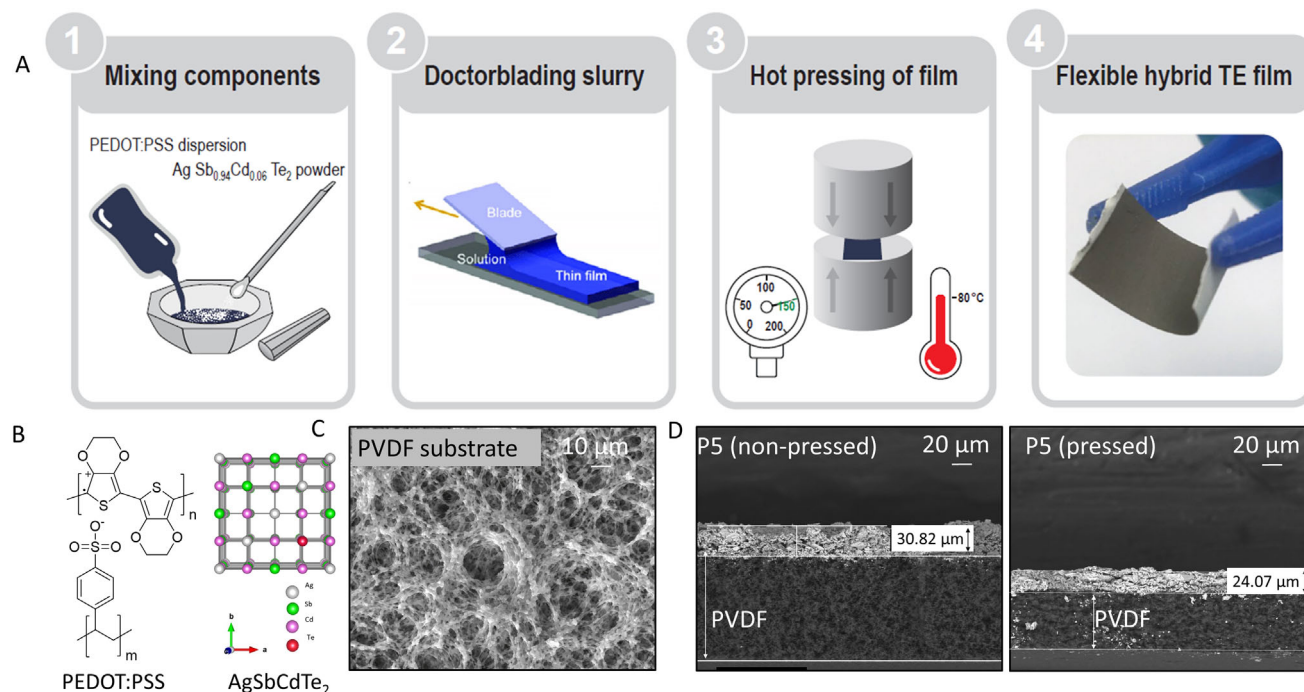 A
1
Mixing components
PEDOT:PSS dispersion
Ag Sb0.94Cd0.06 Te2 powder
2
Doctorblading slurry
Blade
Solution
Thin film
3
Hot pressing of film
100
50
150
0
200
80°C
4
Flexible hybrid TE film
B
O
O
+
S
n
S
O
O
O-
O=S=O
m
PEDOT:PSS
Ag
Sb
Cd
Te
b
a
AgSbCdTe2
C
PVDF substrate
10 μm
D
P5 (non-pressed)
20 μm
30.82 μm
PVDF
P5 (pressed)
20 μm
24.07 μm
PVDF